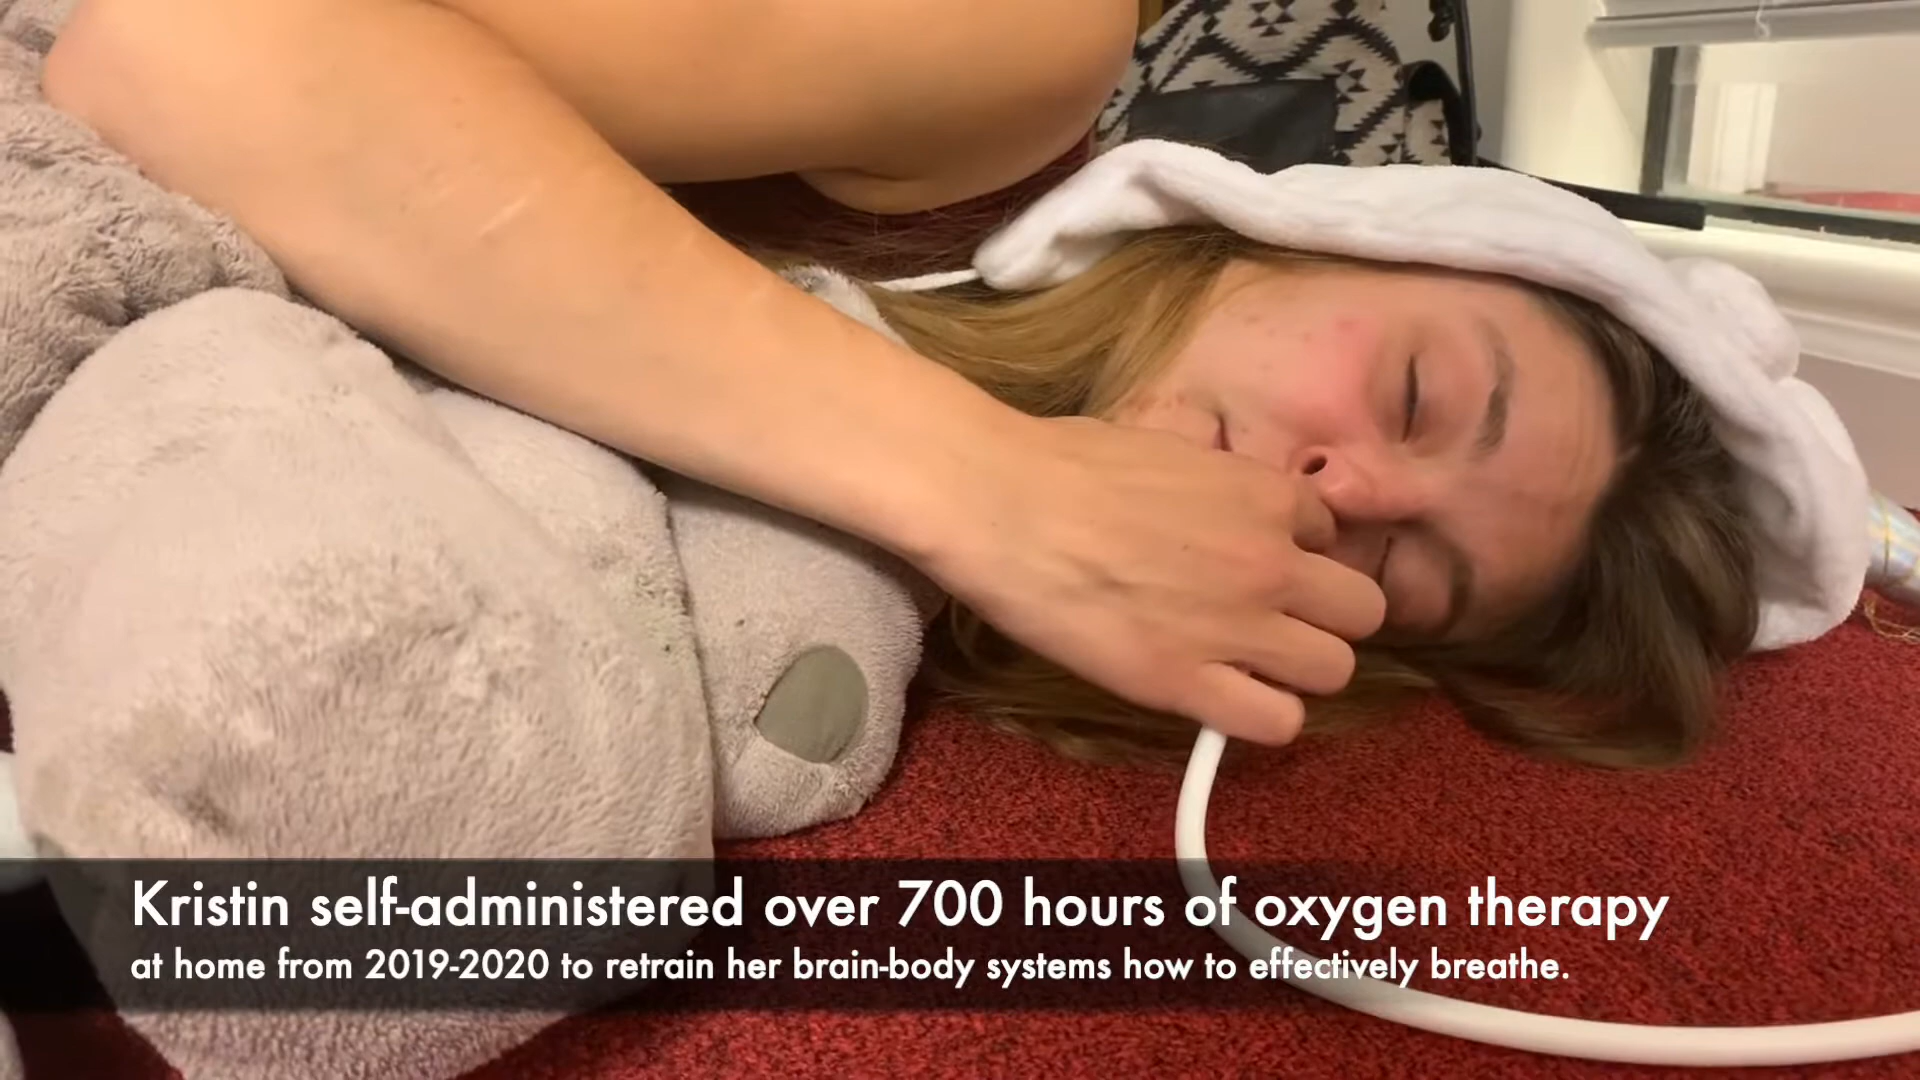 Kristin self-administered over 700 hours of oxygen therapy
at home from 2019-2020 to retrain her brain-body systems how to effectively breathe.